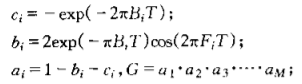 c_i = -exp(-2πB_iT);
b_i = 2exp(-πB_iT)cos(2πF_iT);
a_i = 1 - b_i - c_i, G = a_1·a_2·a_3·····a_M;